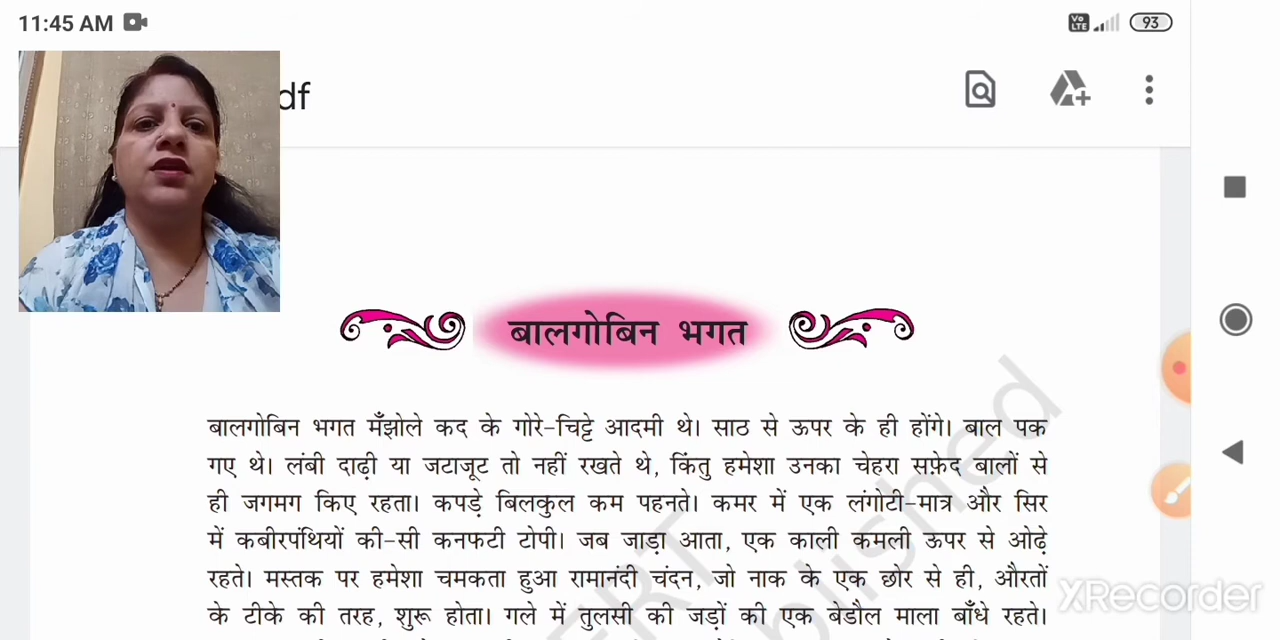 11:45 AM
Vo LTE
93
df
बालगोबिन भगत
बालगोबिन भगत मँझोले कद के गोरे-चिट्टे आदमी थे। साठ से ऊपर के ही होंगे। बाल पक
गए थे। लंबी दाढ़ी या जटाजूट तो नहीं रखते थे, किंतु हमेशा उनका चेहरा सफ़ेद बालों से
ही जगमग किए रहता। कपड़े बिलकुल कम पहनते। कमर में एक लंगोटी-मात्र और सिर
में कबीरपंथियों की-सी कनफटी टोपी। जब जाड़ा आता, एक काली कमली ऊपर से ओढ़े
रहते। मस्तक पर हमेशा चमकता हुआ रामानंदी चंदन, जो नाक के एक छोर से ही, औरतों
के टीके की तरह, शुरू होता। गले में तुलसी की जड़ों की एक बेडौल माला बाँधे रहते।
XRecorder